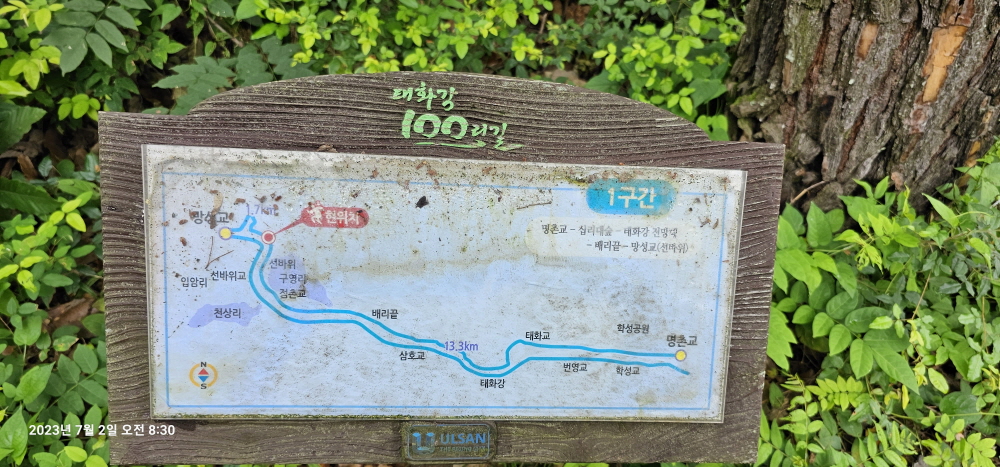 태화강
100리길
1구간
명촌교 - 십리대숲 - 태화강 전망대
- 배리끝 - 망성교(선바위)
망성교
1.7km
현위치
입암리
선바위교
선바위
구영리
점촌교
천상리
배리끝
13.3km
삼호교
태화강
태화교
번영교
학성공원
학성교
명촌교
N
S
ULSAN
2023년 7월 2일 오전 8:30